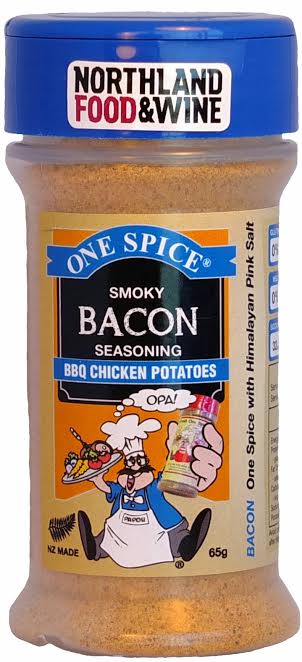 NORTHLAND
FOOD&WINE
ONE SPICE®
SMOKY
BACON
SEASONING
BBQ CHICKEN POTATOES
OPA!
PAPOU
NZ MADE
®
65g
BACON One Spice with Himalayan Pink Salt